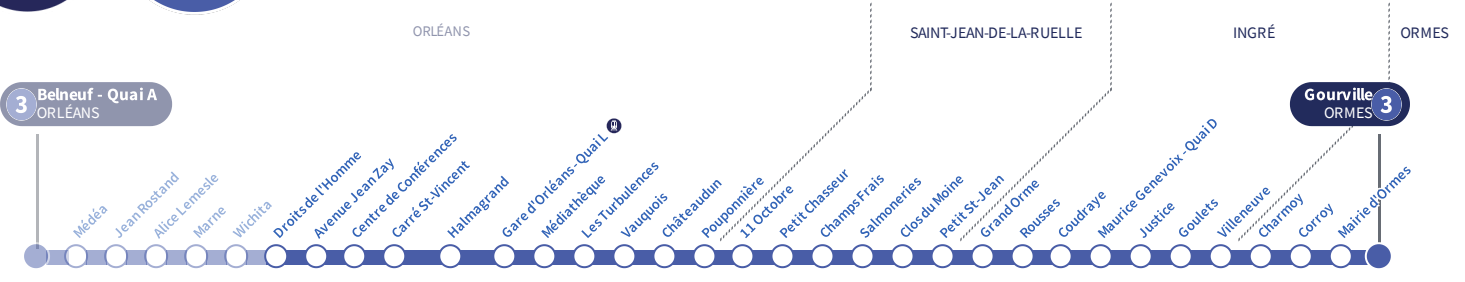 ORLÉANS
SAINT-JEAN-DE-LA-RUELLE
INGRÉ
ORMES
3
Belneuf - Quai A
ORLÉANS
Gourville
ORMES
3
Médéa
Jean Rostand
Alice Lemesle
Marne
Wichita
Droits de l'Homme
Avenue Jean Zay
Centre de Conférences
Carré St-Vincent
Halmagrand
Gare d'Orléans - Quai L
Médiathèque
Les Turbulences
Vauquois
Châteaudun
Pouponnière
11 Octobre
Petit Chasseur
Champs Frais
Salmoneries
Clos du Moine
Petit St-Jean
Grand Orme
Rousses
Coudraye
Maurice Genevoix - Quai D
Justice
Goulets
Villeneuve
Charmoy
Corroy
Mairie d'Ormes